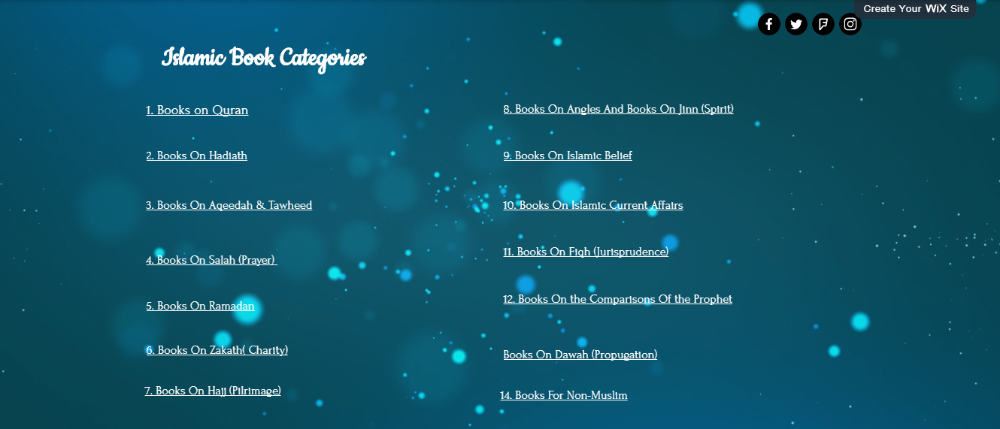 Create Your WiX Site
Islamic Book Categories
1. Books on Quran
2. Books On Hadiath
3. Books On Aqeedah & Tawheed
4. Books On Salah (Prayer)
5. Books On Ramadan
6. Books On Zakath( Charity)
7. Books On Hajj (Pilrimage)
8. Books On Angles And Books On Jinn (Spirit)
9. Books On Islamic Belief
10. Books On Islamic Current Affairs
11. Books On Fiqh (Jurisprudence)
12. Books On the Comparisons Of the Prophet
Books On Dawah (Propugation)
14. Books For Non-Muslim